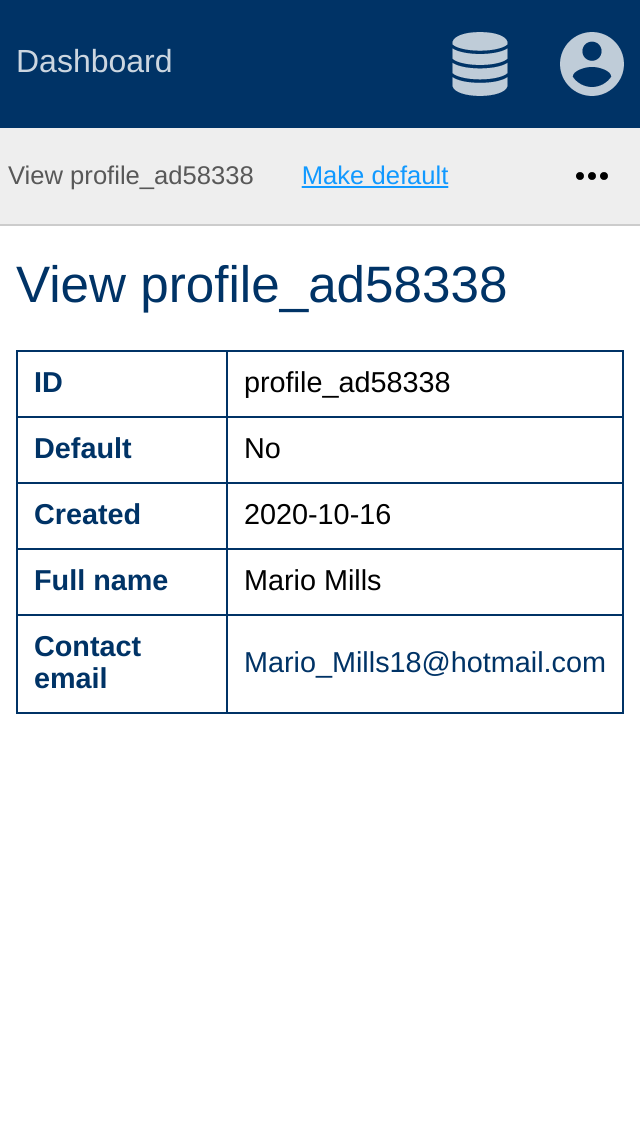 Dashboard
View profile_ad58338 Make default
View profile_ad58338
ID profile_ad58338
Default No
Created 2020-10-16
Full name Mario Mills
Contact
email Mario_Mills18@hotmail.com